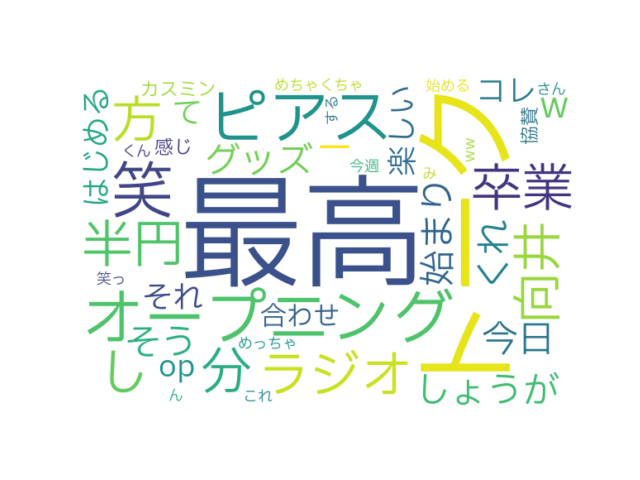 カスミン
めちゃくちゃ
始める
さん
コレ
w
協賛
する
はじめる
方
て
ピアス
ー
楽しい
トーク
くん
感じ
グッズ
今週
み
ww
卒業
笑
最高
始まり
くれ
向井
半円
笑っ
それ
オープニング
合わせ
今日
そう
めっちゃ
し
op
分
ラジオ
しょうが
ん
これ